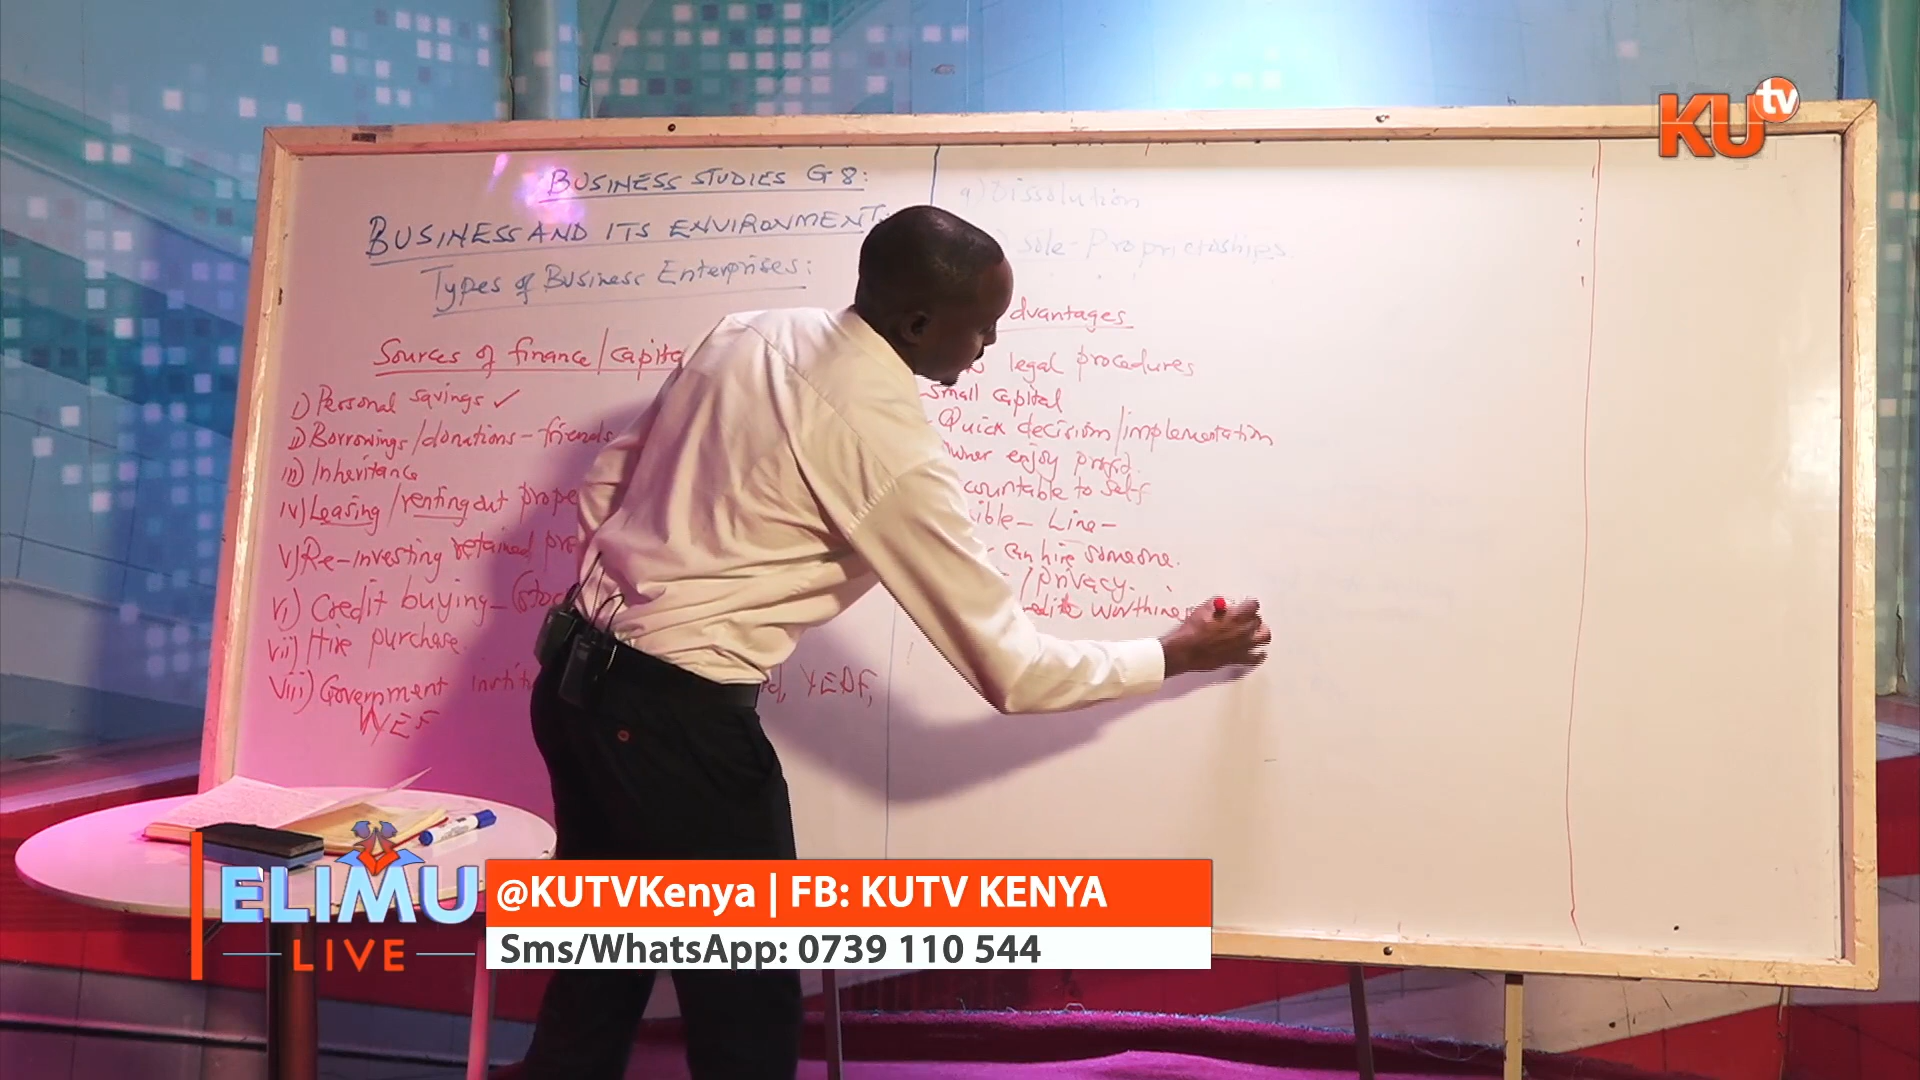 KU tv
BUSINESS STUDIES G8:
BUSINESS AND ITS ENVIRONMENT:
Types of Business Enterprises:
Sources of finance/capita
i) Personal savings ✓
ii) Borrowings/donations - friends
iii) Inheritance
iv) Leasing/renting out prope
v) Re-investing retained pro
vi) Credit buying - (stoc
vii) Hire purchase
viii) Government instit
YEDF,
WEF
a) Dissolution
sole-Proprietoships
dvantages
legal procedures
small capital
Quick decision/implementation
wner enjoy profit.
countable to self
ible - Line -
- can hire someone.
/privacy.
redit worthine
ELIMU
LIVE
@KUTVKenya | FB: KUTV KENYA
Sms/WhatsApp: 0739 110 544